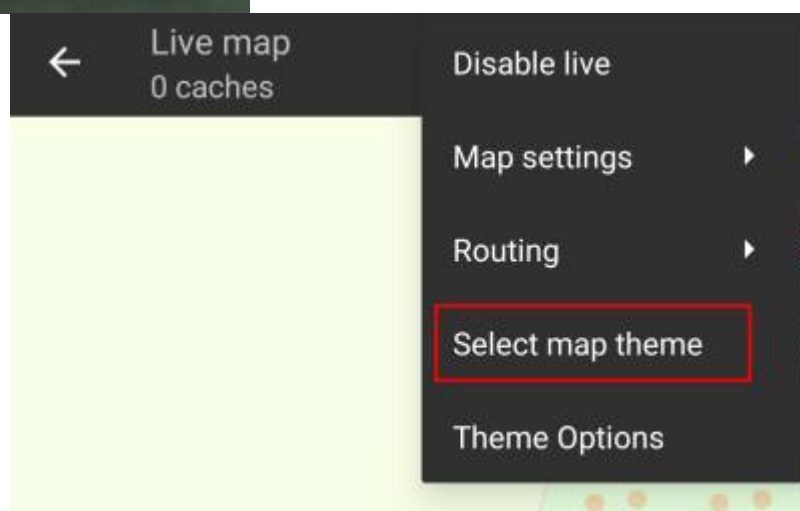 Live map
0 caches
Disable live
Map settings
Routing
Select map theme
Theme Options